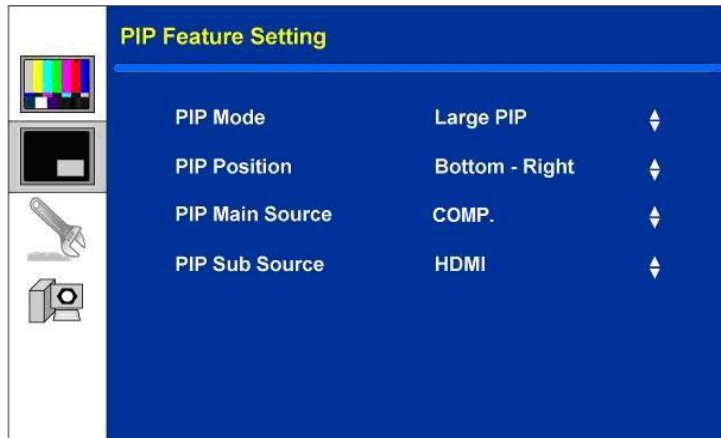 PIP Feature Setting
PIP Mode Large PIP
PIP Position Bottom - Right
PIP Main Source COMP.
PIP Sub Source HDMI